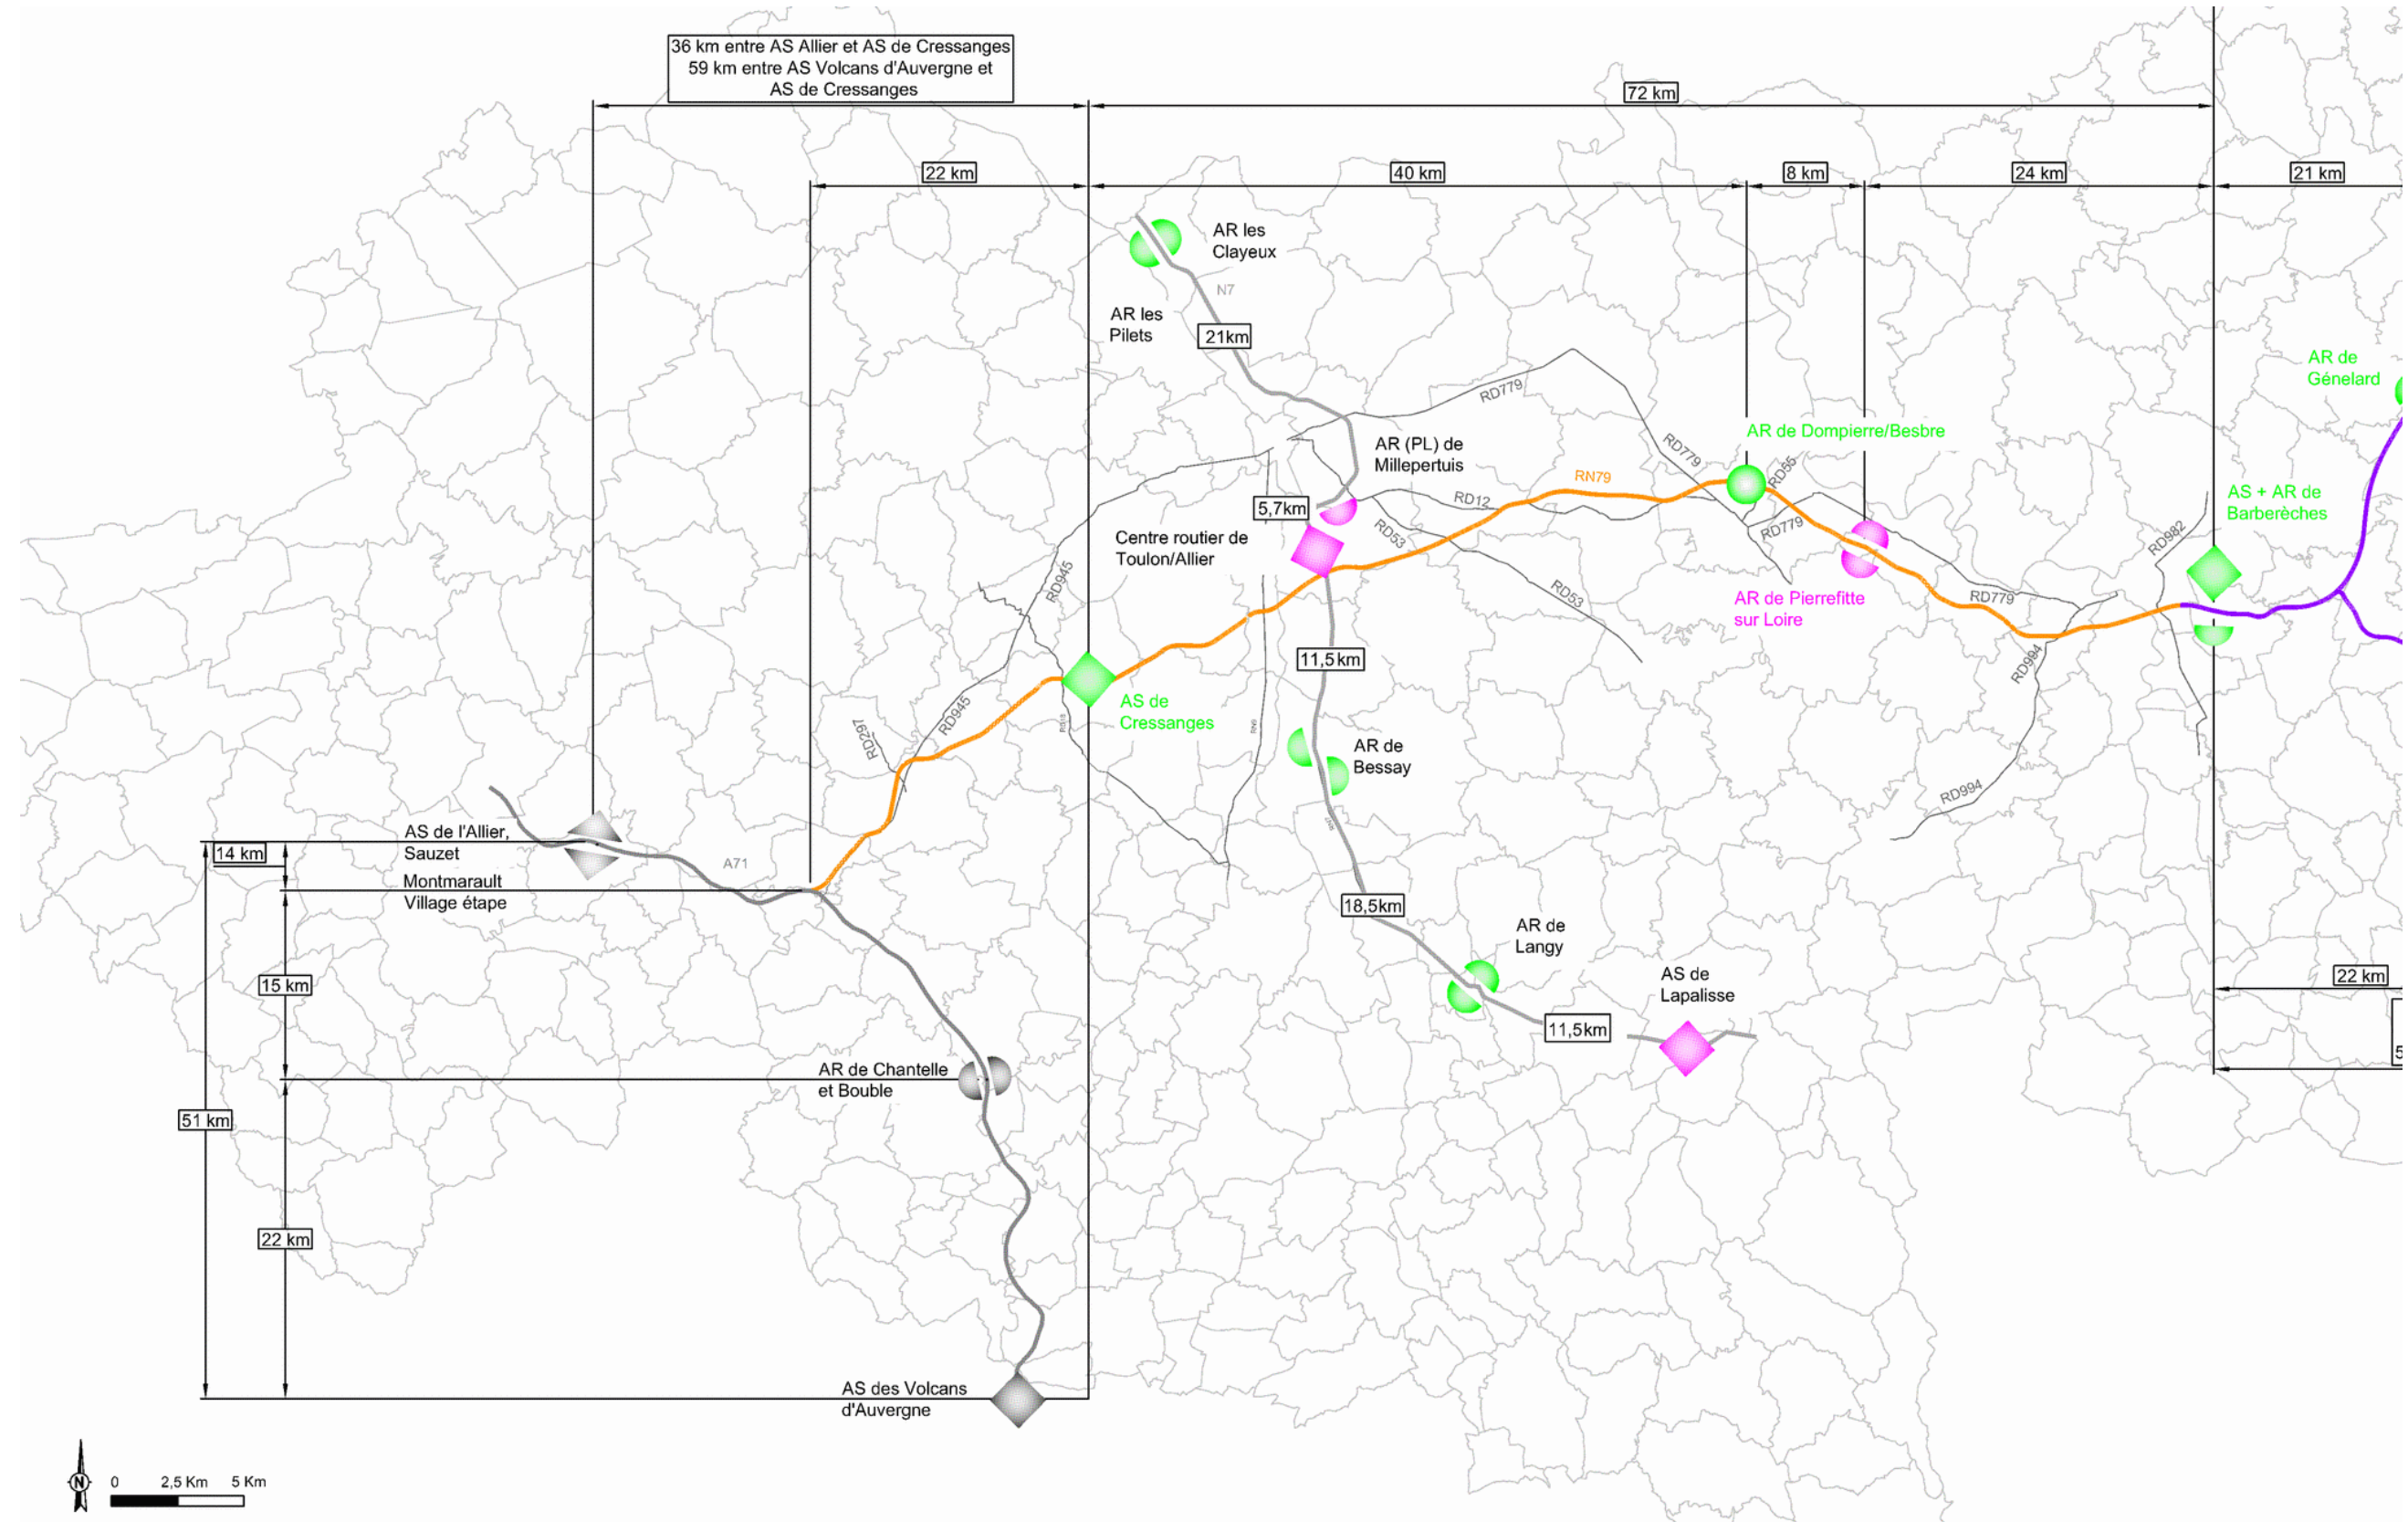 36 km entre AS Allier et AS de Cressanges
59 km entre AS Volcans d'Auvergne et
AS de Cressanges
72 km
22 km
40 km
8 km
24 km
21 km
AR les
Clayeux
N7
AR les
Pilets
21km
AR de
Génelard
RD779
AR de Dompierre/Besbre
AR (PL) de
Millepertuis
RD779
RD55
RN79
RD12
AS + AR de
Barberèches
5,7km
Centre routier de
Toulon/Allier
RD53
RD779
RD982
RD945
RD53
AR de Pierrefitte
sur Loire
RD779
11,5km
RD994
AS de
Cressanges
RD945
RD297
RN9
AR de
Bessay
RD994
AS de l'Allier,
Sauzet
14 km
A71
RN7
Montmarault
Village étape
18,5km
AR de
Langy
15 km
AS de
Lapalisse
22 km
11,5km
5
AR de Chantelle
et Bouble
51 km
22 km
AS des Volcans
d'Auvergne
N
0 2,5 Km 5 Km